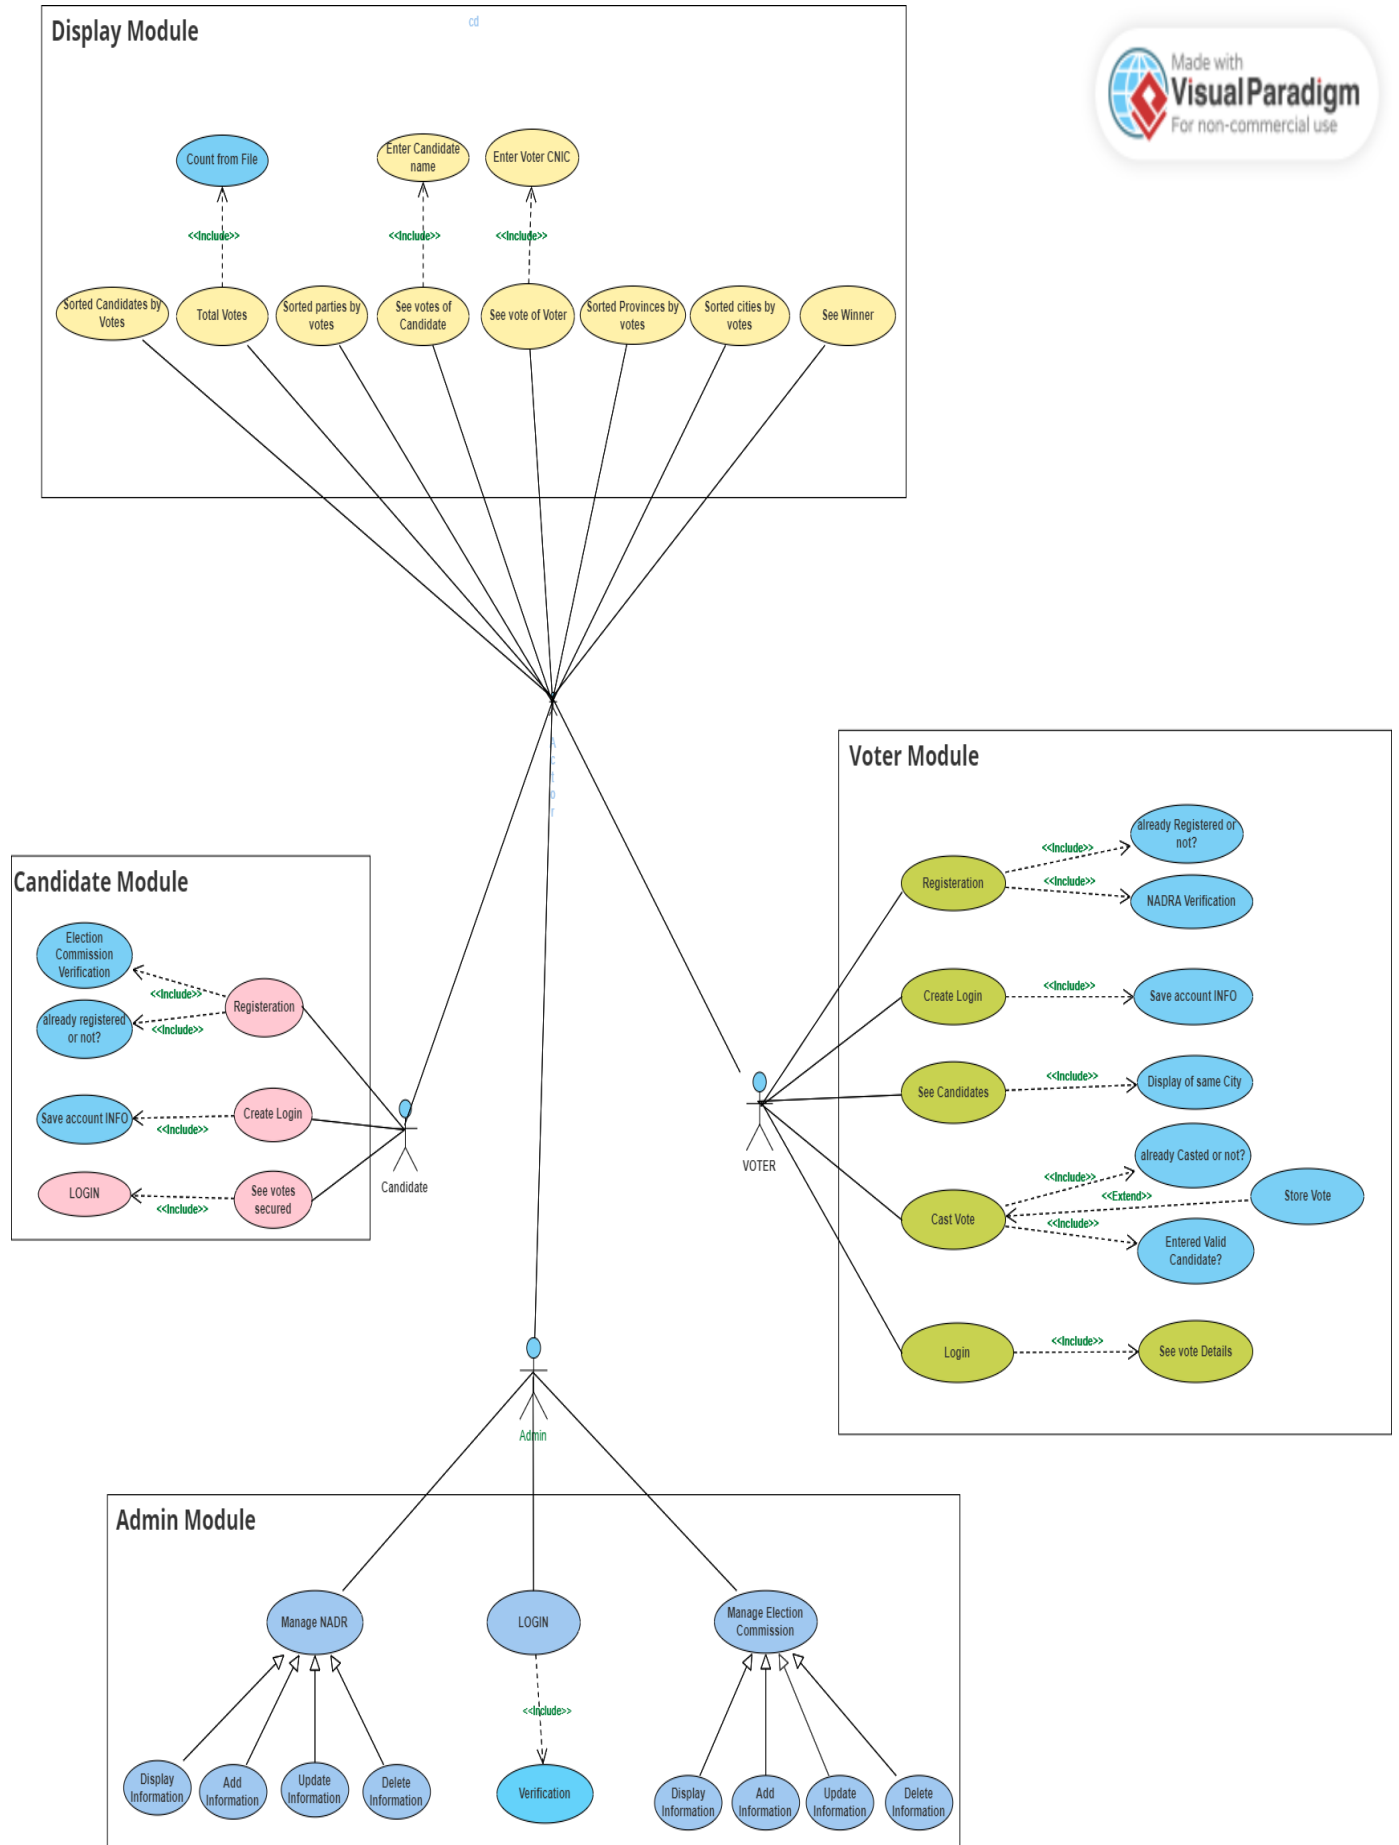 Display Module
cd
Made with
Visual Paradigm
For non-commercial use
Count from File
Enter Candidate
name
Enter Voter CNIC
<<Include>>
<<Include>>
<<Include>>
Sorted Candidates by
Votes
Total Votes
Sorted parties by
votes
See votes of
Candidate
See vote of Voter
Sorted Provinces by
votes
Sorted cities by
votes
See Winner
A
c
t
o
r
Voter Module
already Registered or
not?
<<Include>>
Registeration
<<Include>>
NADRA Verification
Create Login
<<Include>>
Save account INFO
See Candidates
<<Include>>
Display of same City
VOTER
already Casted or not?
<<Include>>
<<Extend>>
Store Vote
Cast Vote
<<Include>>
Entered Valid
Candidate?
Login
<<Include>>
See vote Details
Candidate Module
Election
Commission
Verification
<<Include>>
Registeration
already registered
or not?
<<Include>>
Save account INFO
<<Include>>
Create Login
Candidate
LOGIN
<<Include>>
See votes
secured
Admin
Admin Module
Manage NADR
LOGIN
Manage Election
Commission
<<Include>>
Display
Information
Add
Information
Update
Information
Delete
Information
Verification
Display
Information
Add
Information
Update
Information
Delete
Information